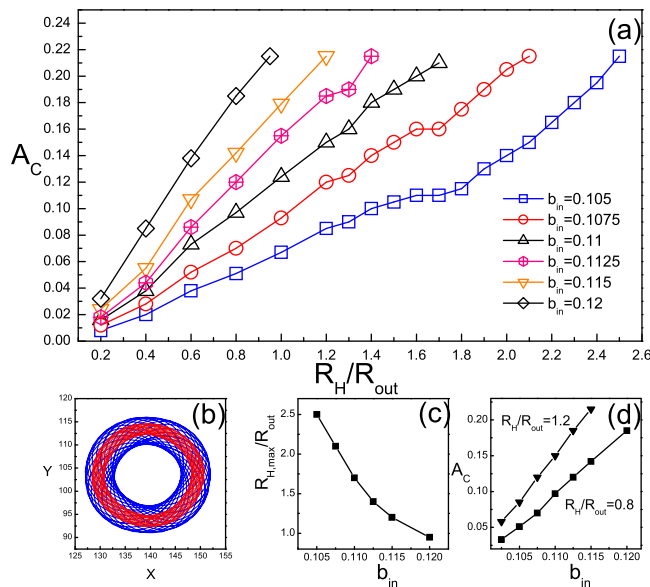 (a)
0.24
0.22
0.20
0.18
0.16
0.14
0.12
0.10
0.08
0.06
0.04
0.02
0.00
A_C
0.2 0.4 0.6 0.8 1.0 1.2 1.4 1.6 1.8 2.0 2.2 2.4 2.6
R_H/R_out
b_in=0.105
b_in=0.1075
b_in=0.11
b_in=0.1125
b_in=0.115
b_in=0.12
(b)
120
115
110
105
100
95
90
Y
125 130 135 140 145 150 155
X
(c)
2.5
2.0
1.5
1.0
R_H,max/R_out
0.105 0.110 0.115 0.120
b_in
(d)
0.20
0.15
0.10
0.05
A_C
R_H/R_out=1.2
R_H/R_out=0.8
0.105 0.110 0.115 0.120
b_in